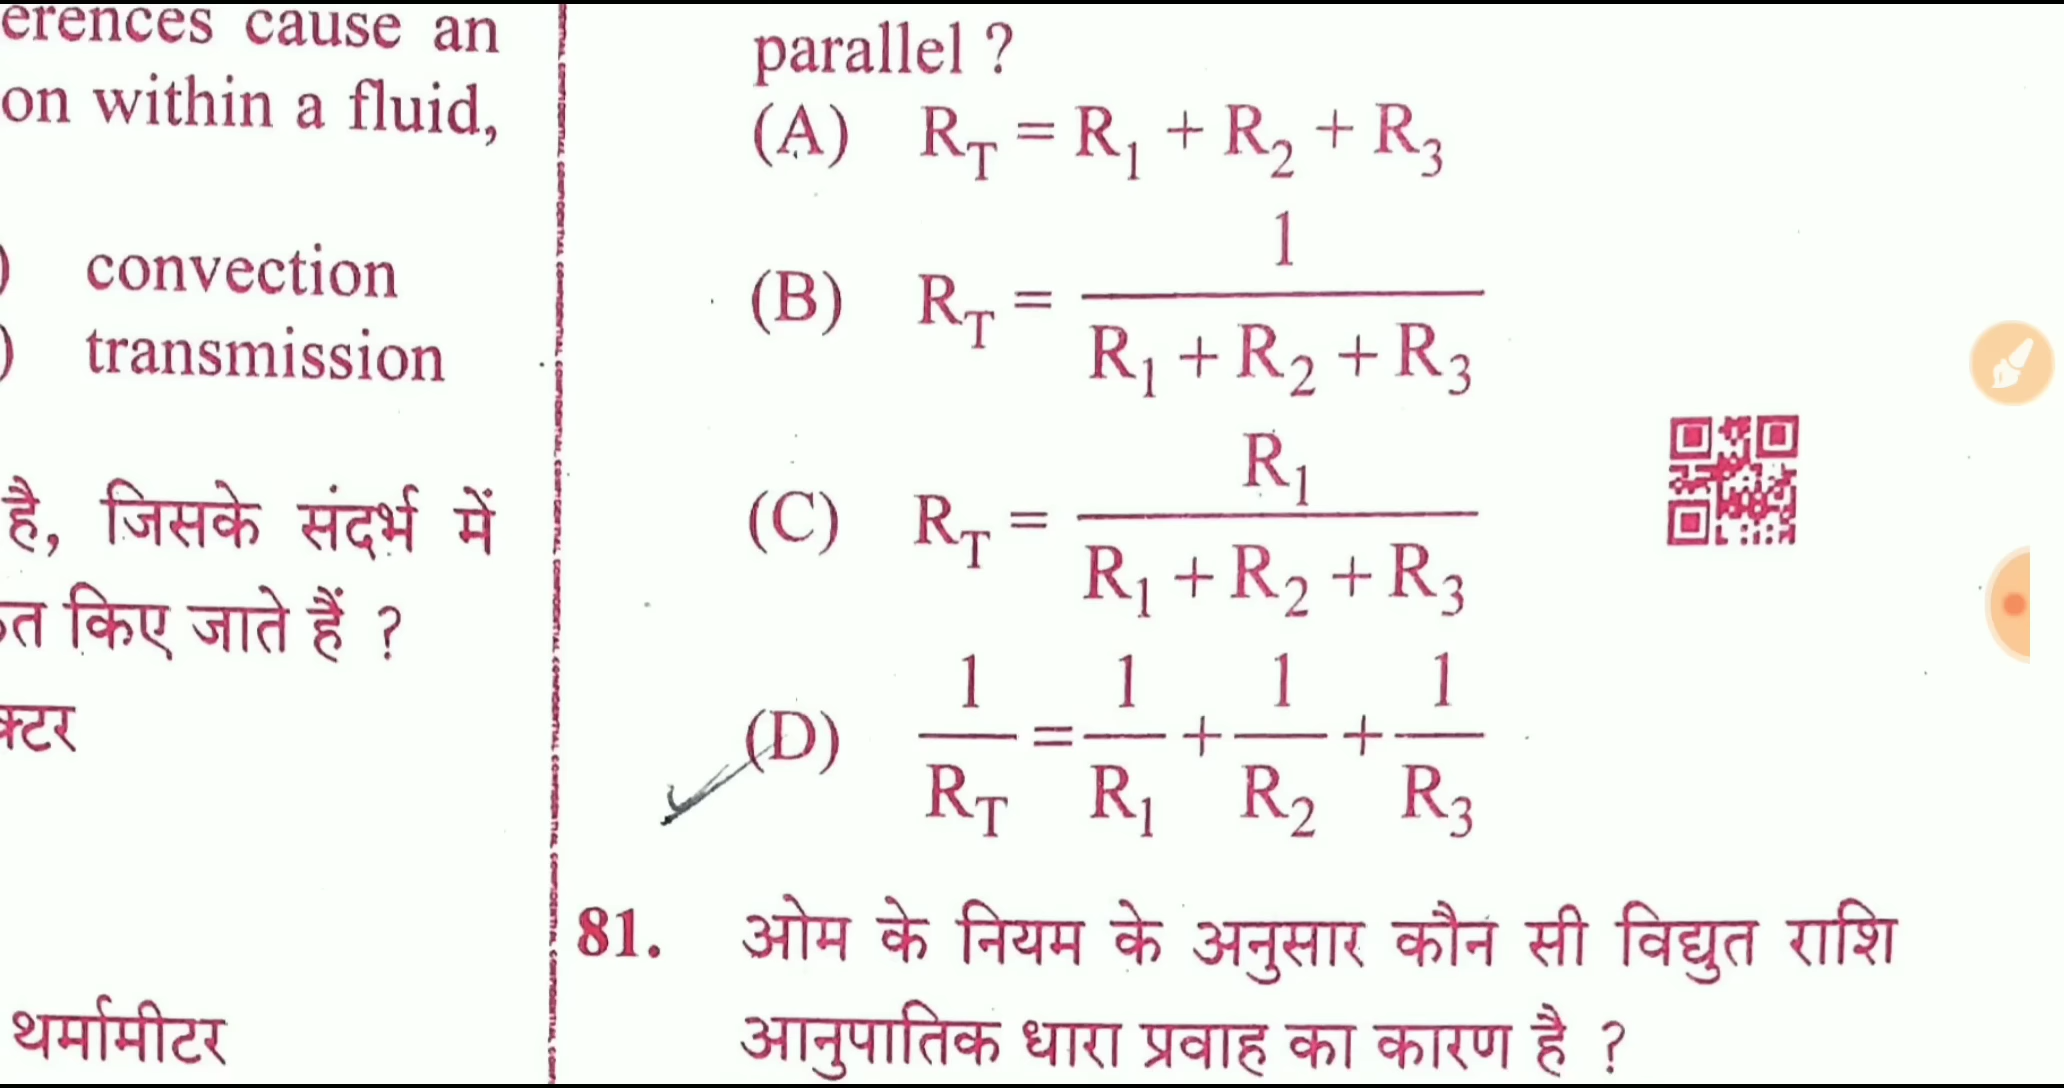 erences cause an
on within a fluid,
) convection
) transmission
है, जिसके संदर्भ में
त किए जाते हैं ?
क्टर
थर्मामीटर
parallel ?
(A) R_T = R_1 + R_2 + R_3
(B) R_T = 1 / (R_1 + R_2 + R_3)
(C) R_T = R_1 / (R_1 + R_2 + R_3)
(D) 1/R_T = 1/R_1 + 1/R_2 + 1/R_3
81. ओम के नियम के अनुसार कौन सी विद्युत राशि
आनुपातिक धारा प्रवाह का कारण है ?